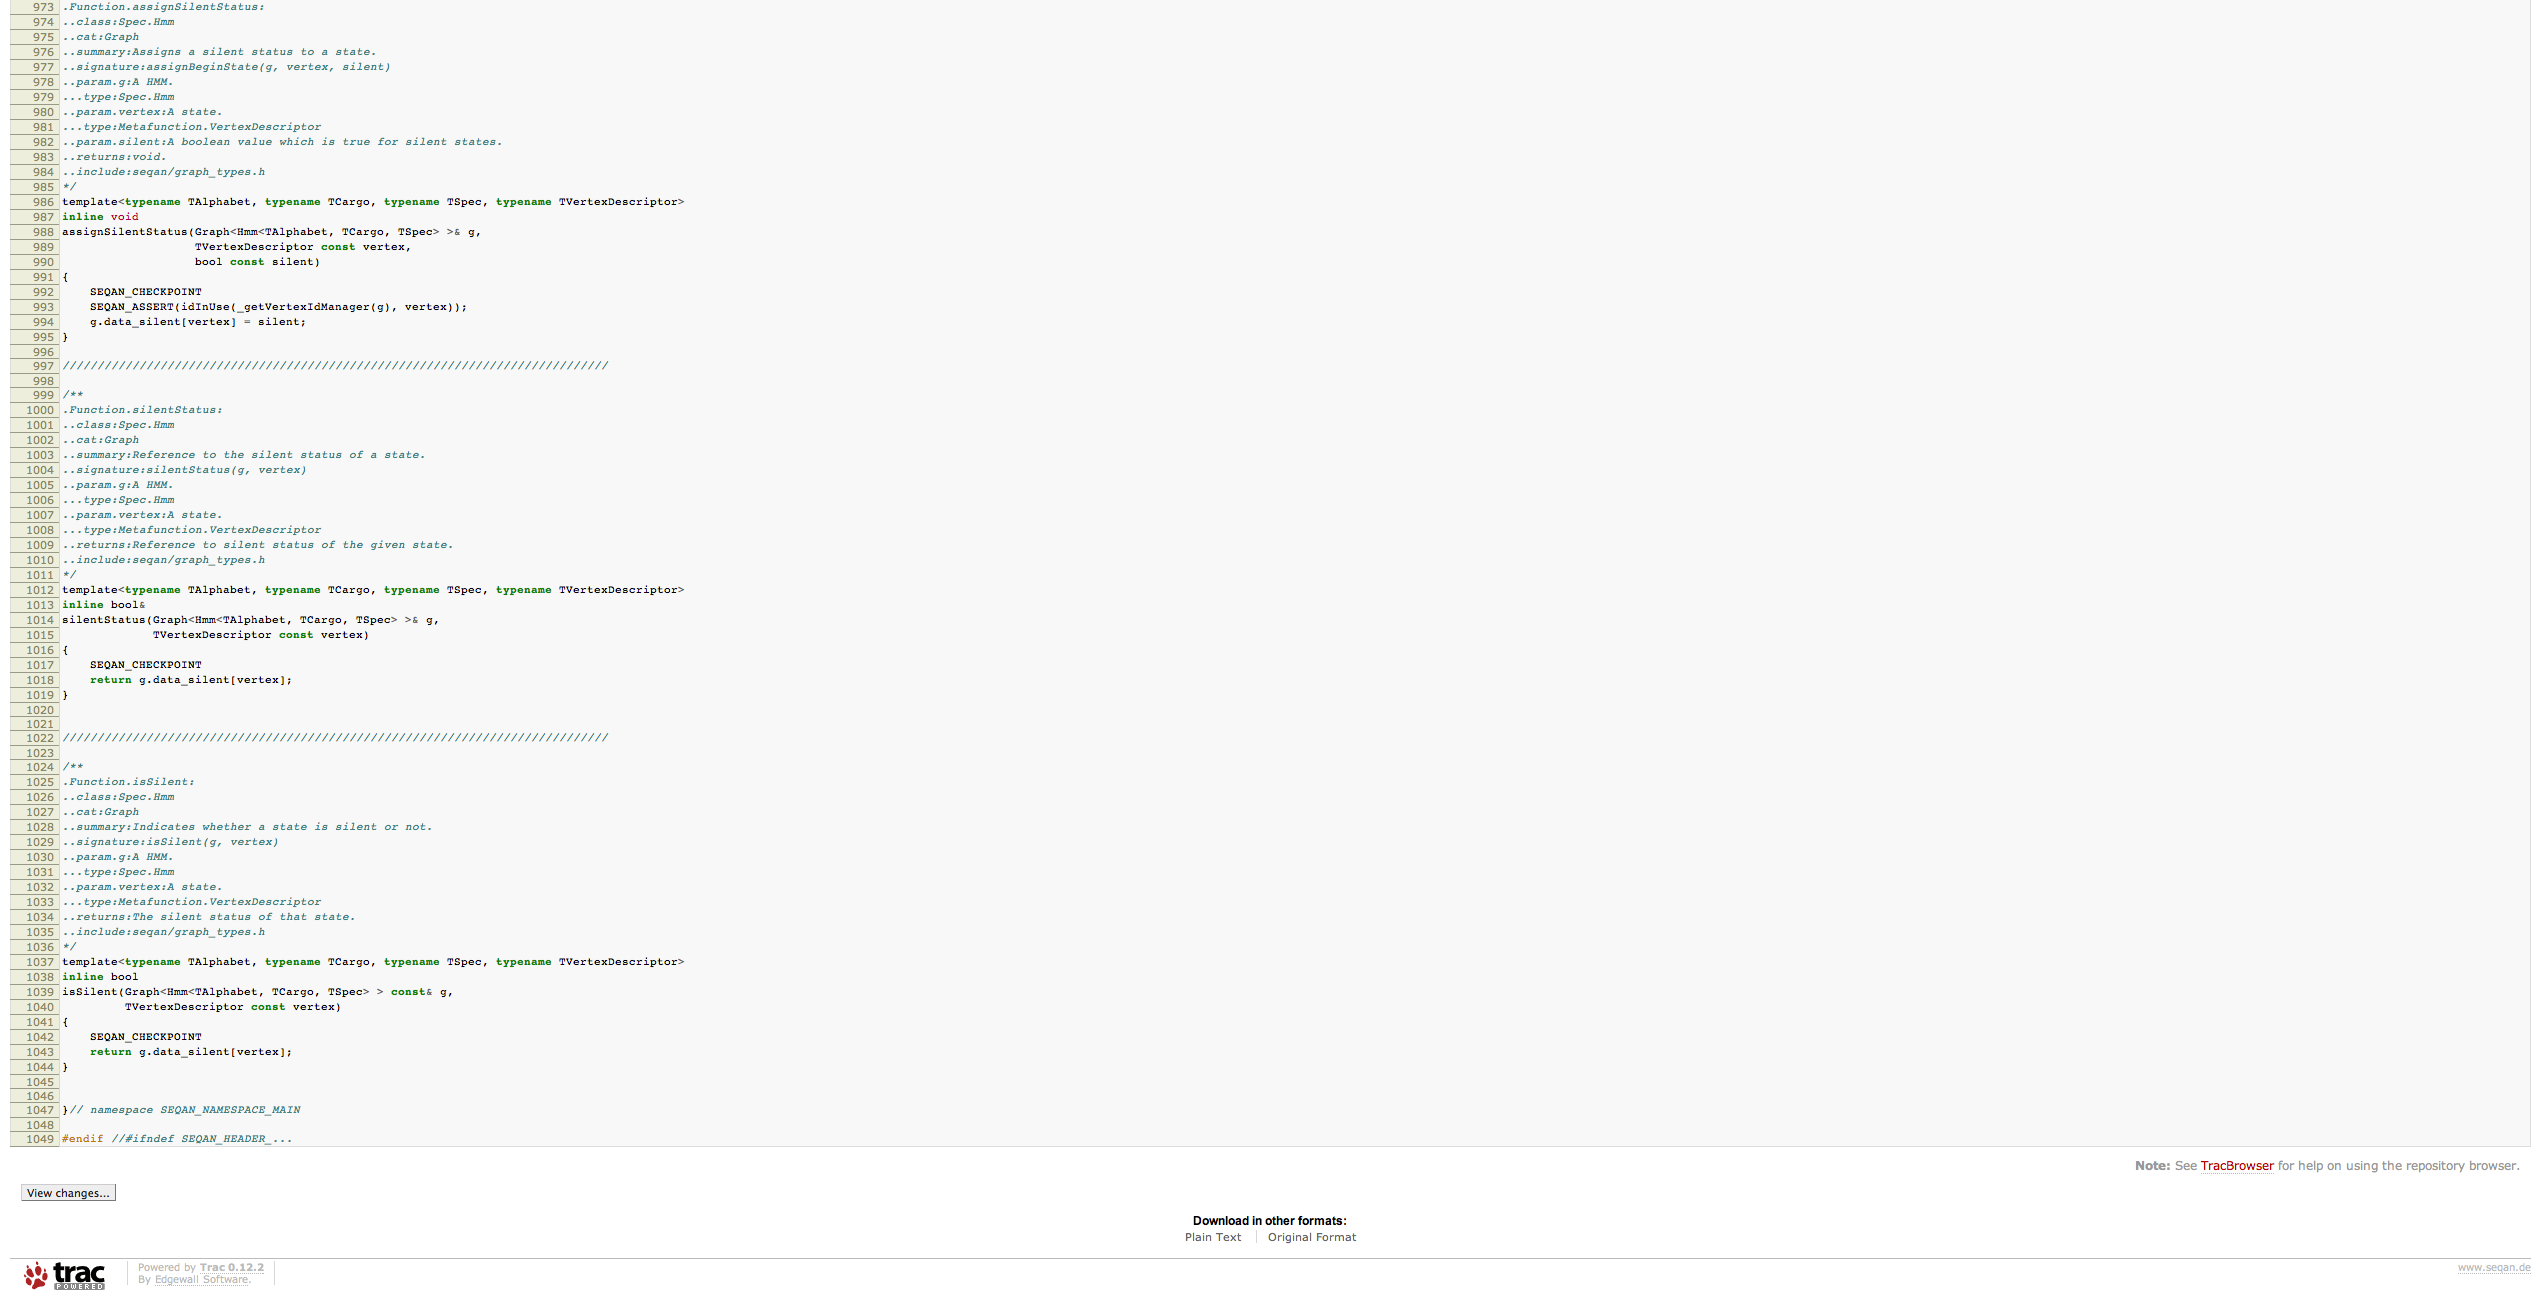 973 .Function.assignSilentStatus:
974 ..class:Spec.Hmm
975 ..cat:Graph
976 ..summary:Assigns a silent status to a state.
977 ..signature:assignBeginState(g, vertex, silent)
978 ..param.g:A HMM.
979 ...type:Spec.Hmm
980 ..param.vertex:A state.
981 ...type:Metafunction.VertexDescriptor
982 ..param.silent:A boolean value which is true for silent states.
983 ..returns:void.
984 ..include:seqan/graph_types.h
985 */
986 template<typename TAlphabet, typename TCargo, typename TSpec, typename TVertexDescriptor>
987 inline void
988 assignSilentStatus(Graph<Hmm<TAlphabet, TCargo, TSpec> >& g,
989                    TVertexDescriptor const vertex,
990                    bool const silent)
991 {
992     SEQAN_CHECKPOINT
993     SEQAN_ASSERT(idInUse(_getVertexIdManager(g), vertex));
994     g.data_silent[vertex] = silent;
995 }
996
997 //////////////////////////////////////////////////////////////////////////////
998
999 /**
1000 .Function.silentStatus:
1001 ..class:Spec.Hmm
1002 ..cat:Graph
1003 ..summary:Reference to the silent status of a state.
1004 ..signature:silentStatus(g, vertex)
1005 ..param.g:A HMM.
1006 ...type:Spec.Hmm
1007 ..param.vertex:A state.
1008 ...type:Metafunction.VertexDescriptor
1009 ..returns:Reference to silent status of the given state.
1010 ..include:seqan/graph_types.h
1011 */
1012 template<typename TAlphabet, typename TCargo, typename TSpec, typename TVertexDescriptor>
1013 inline bool&
1014 silentStatus(Graph<Hmm<TAlphabet, TCargo, TSpec> >& g,
1015              TVertexDescriptor const vertex)
1016 {
1017     SEQAN_CHECKPOINT
1018     return g.data_silent[vertex];
1019 }
1020
1021
1022 //////////////////////////////////////////////////////////////////////////////
1023
1024 /**
1025 .Function.isSilent:
1026 ..class:Spec.Hmm
1027 ..cat:Graph
1028 ..summary:Indicates whether a state is silent or not.
1029 ..signature:isSilent(g, vertex)
1030 ..param.g:A HMM.
1031 ...type:Spec.Hmm
1032 ..param.vertex:A state.
1033 ...type:Metafunction.VertexDescriptor
1034 ..returns:The silent status of that state.
1035 ..include:seqan/graph_types.h
1036 */
1037 template<typename TAlphabet, typename TCargo, typename TSpec, typename TVertexDescriptor>
1038 inline bool
1039 isSilent(Graph<Hmm<TAlphabet, TCargo, TSpec> > const& g,
1040          TVertexDescriptor const vertex)
1041 {
1042     SEQAN_CHECKPOINT
1043     return g.data_silent[vertex];
1044 }
1045
1046
1047 }// namespace SEQAN_NAMESPACE_MAIN
1048
1049 #endif //#ifndef SEQAN_HEADER_...
Note: See TracBrowser for help on using the repository browser.
View changes...
Download in other formats:
Plain Text
Original Format
trac
POWERED
Powered by Trac 0.12.2
By Edgewall Software.
www.seqan.de